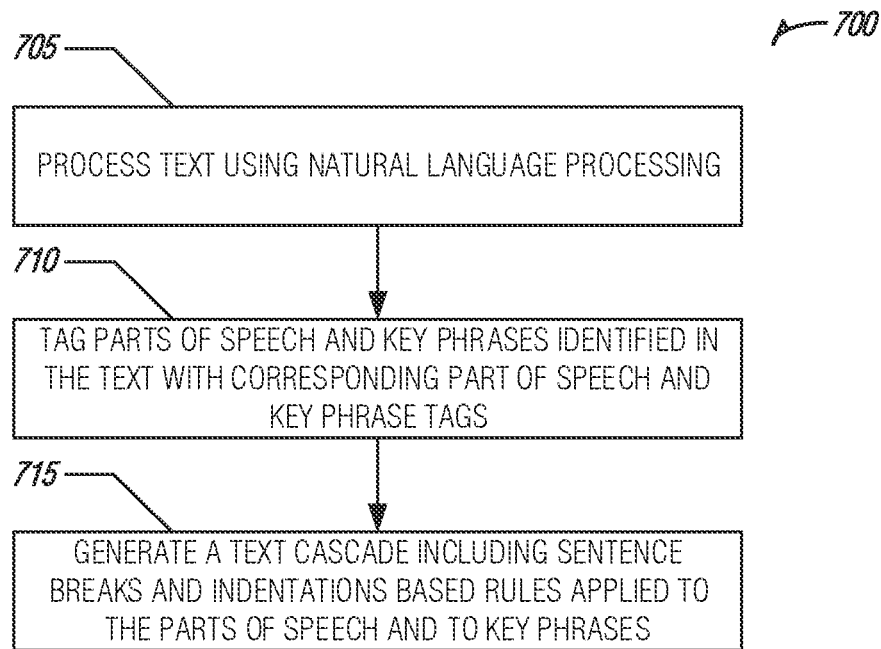 700
705
PROCESS TEXT USING NATURAL LANGUAGE PROCESSING
710
TAG PARTS OF SPEECH AND KEY PHRASES IDENTIFIED IN
THE TEXT WITH CORRESPONDING PART OF SPEECH AND
KEY PHRASE TAGS
715
GENERATE A TEXT CASCADE INCLUDING SENTENCE
BREAKS AND INDENTATIONS BASED RULES APPLIED TO
THE PARTS OF SPEECH AND TO KEY PHRASES